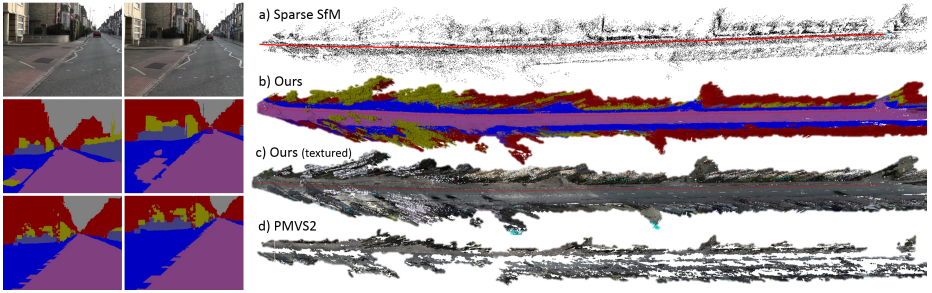 a) Sparse SfM
b) Ours
c) Ours (textured)
d) PMVS2